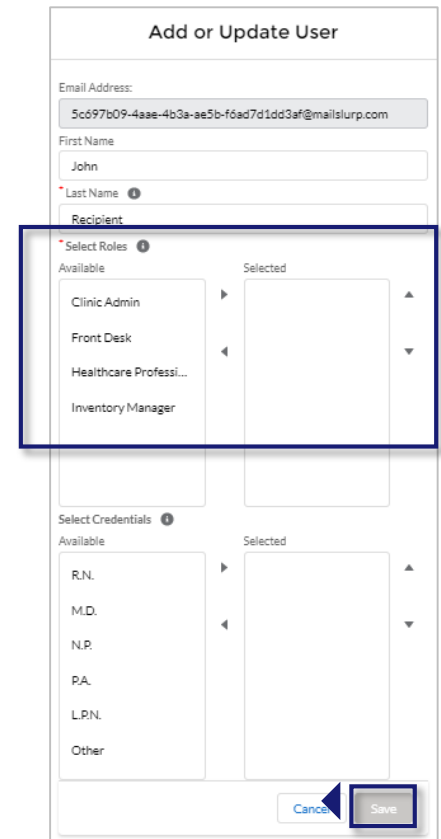 Add or Update User
Email Address:
5c697b09-4aae-4b3a-ae5b-f6ad7d1dd3af@mailslurp.com
First Name
John
*Last Name
Recipient
*Select Roles
Available Selected
Clinic Admin
Front Desk
Healthcare Professi...
Inventory Manager
Select Credentials
Available Selected
R.N.
M.D.
N.P.
P.A.
L.P.N.
Other
Cancel Save